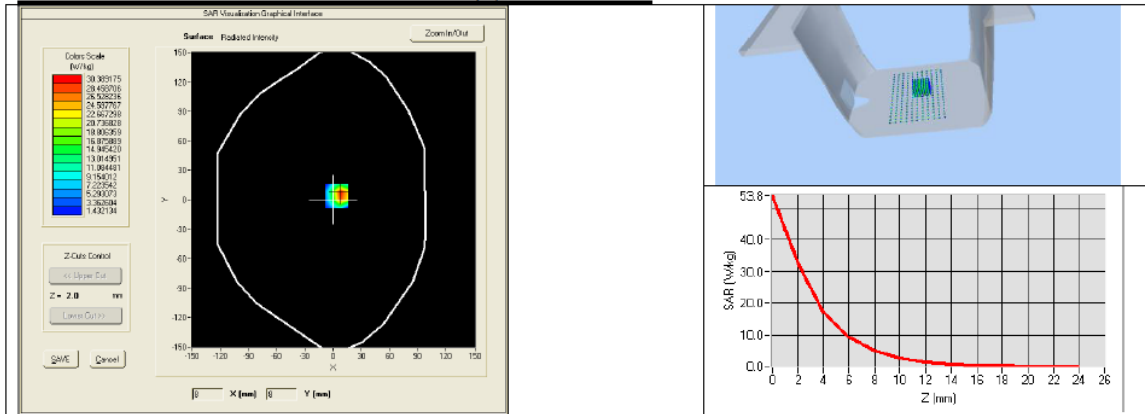 SAR Visualisation Graphical Interface
Surface Radiated Intensity
Zoom In/Out
Colors Scale
(W/kg)
30.389175
28.458706
26.528236
24.597767
22.667298
20.736828
18.806359
16.875889
14.945420
13.014951
11.084481
9.154012
7.223542
5.293073
3.362604
1.432134
Z-Cuts Control
<< Upper Cut
Z = 2.0 mm
Lower Cut >>
SAVE Cancel
150
120
90
60
30
0
-30
-60
-90
-120
-150
Y
-150 -120 -90 -60 -30 0 30 60 90 120 150
X
8 X (mm) 8 Y (mm)
53.8
40.0
30.0
20.0
10.0
0.0
SAR (W/kg)
0 2 4 6 8 10 12 14 16 18 20 22 24 26
Z (mm)